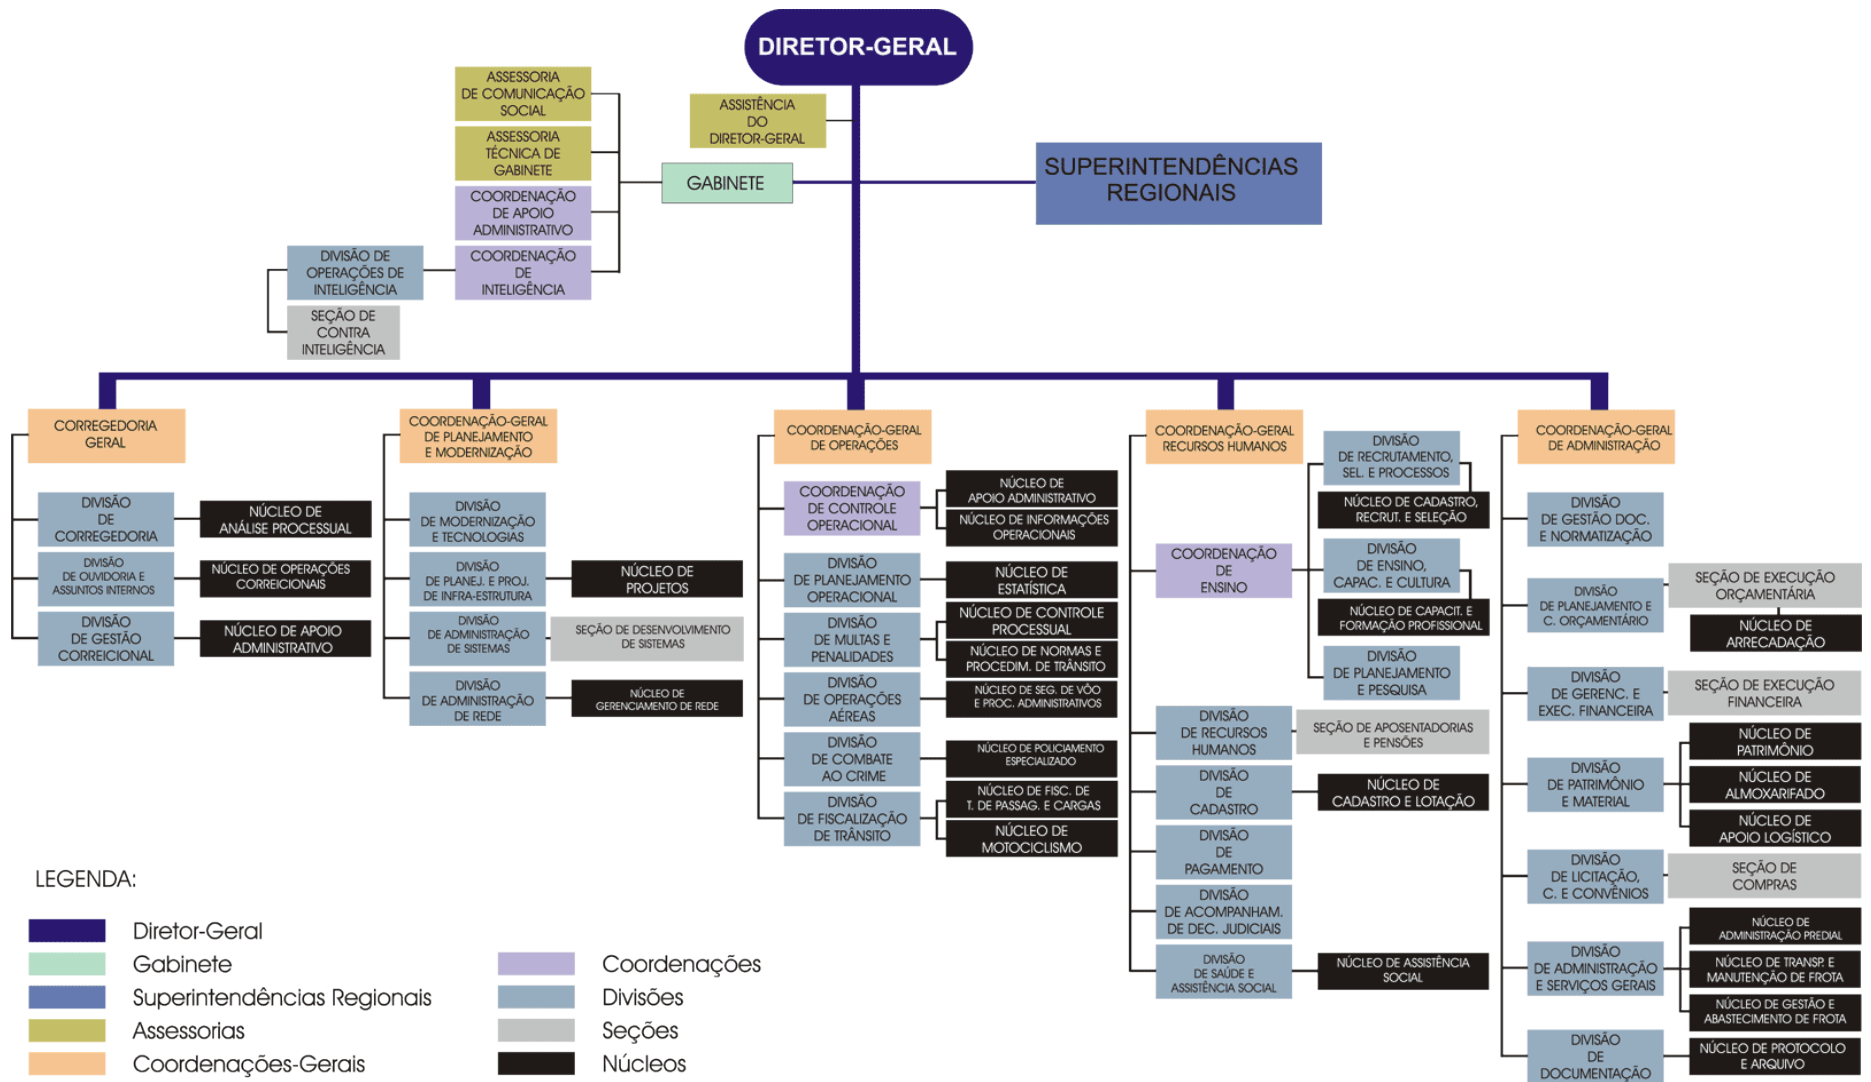 DIRETOR-GERAL
ASSESSORIA
DE COMUNICAÇÃO
SOCIAL
ASSISTÊNCIA
DO
DIRETOR-GERAL
ASSESSORIA
TÉCNICA DE
GABINETE
GABINETE
SUPERINTENDÊNCIAS
REGIONAIS
COORDENAÇÃO
DE APOIO
ADMINISTRATIVO
DIVISÃO DE
OPERAÇÕES DE
INTELIGÊNCIA
COORDENAÇÃO
DE
INTELIGÊNCIA
SEÇÃO DE
CONTRA
INTELIGÊNCIA
CORREGEDORIA
GERAL
DIVISÃO
DE
CORREGEDORIA
NÚCLEO DE
ANÁLISE PROCESSUAL
DIVISÃO
DE OUVIDORIA E
ASSUNTOS INTERNOS
NÚCLEO DE OPERAÇÕES
CORREICIONAIS
DIVISÃO
DE GESTÃO
CORREICIONAL
NÚCLEO DE APOIO
ADMINISTRATIVO
COORDENAÇÃO-GERAL
DE PLANEJAMENTO
E MODERNIZAÇÃO
DIVISÃO
DE MODERNIZAÇÃO
E TECNOLOGIAS
DIVISÃO
DE PLANEJ. E PROJ.
DE INFRA-ESTRUTURA
NÚCLEO DE
PROJETOS
DIVISÃO
DE ADMINISTRAÇÃO
DE SISTEMAS
SEÇÃO DE DESENVOLVIMENTO
DE SISTEMAS
DIVISÃO
DE ADMINISTRAÇÃO
DE REDE
NÚCLEO DE
GERENCIAMENTO DE REDE
COORDENAÇÃO-GERAL
DE OPERAÇÕES
COORDENAÇÃO
DE CONTROLE
OPERACIONAL
NÚCLEO DE
APOIO ADMINISTRATIVO
NÚCLEO DE INFORMAÇÕES
OPERACIONAIS
DIVISÃO
DE PLANEJAMENTO
OPERACIONAL
NÚCLEO DE
ESTATÍSTICA
DIVISÃO
DE MULTAS E
PENALIDADES
NÚCLEO DE CONTROLE
PROCESSUAL
NÚCLEO DE NORMAS E
PROCEDIM. DE TRÂNSITO
DIVISÃO
DE OPERAÇÕES
AÉREAS
NÚCLEO DE SEG. DE VÔO
E PROC. ADMINISTRATIVOS
DIVISÃO
DE COMBATE
AO CRIME
NÚCLEO DE POLICIAMENTO
ESPECIALIZADO
DIVISÃO
DE FISCALIZAÇÃO
DE TRÂNSITO
NÚCLEO DE FISC. DE
T. DE PASSAG. E CARGAS
NÚCLEO DE
MOTOCICLISMO
COORDENAÇÃO-GERAL
RECURSOS HUMANOS
COORDENAÇÃO
DE
ENSINO
DIVISÃO
DE RECRUTAMENTO,
SEL. E PROCESSOS
NÚCLEO DE CADASTRO,
RECRUT. E SELEÇÃO
DIVISÃO
DE ENSINO,
CAPAC. E CULTURA
NÚCLEO DE CAPACIT. E
FORMAÇÃO PROFISSIONAL
DIVISÃO
DE PLANEJAMENTO
E PESQUISA
DIVISÃO
DE RECURSOS
HUMANOS
SEÇÃO DE APOSENTADORIAS
E PENSÕES
DIVISÃO
DE
CADASTRO
NÚCLEO DE
CADASTRO E LOTAÇÃO
DIVISÃO
DE
PAGAMENTO
DIVISÃO
DE ACOMPANHAM.
DE DEC. JUDICIAIS
DIVISÃO
DE SAÚDE E
ASSISTÊNCIA SOCIAL
NÚCLEO DE ASSISTÊNCIA
SOCIAL
COORDENAÇÃO-GERAL
DE ADMINISTRAÇÃO
DIVISÃO
DE GESTÃO DOC.
E NORMATIZAÇÃO
DIVISÃO
DE PLANEJAMENTO E
C. ORÇAMENTÁRIO
SEÇÃO DE EXECUÇÃO
ORÇAMENTÁRIA
NÚCLEO DE
ARRECADAÇÃO
DIVISÃO
DE GERENC. E
EXEC. FINANCEIRA
SEÇÃO DE EXECUÇÃO
FINANCEIRA
DIVISÃO
DE PATRIMÔNIO
E MATERIAL
NÚCLEO DE
PATRIMÔNIO
NÚCLEO DE
ALMOXARIFADO
NÚCLEO DE
APOIO LOGÍSTICO
DIVISÃO
DE LICITAÇÃO,
C. E CONVÊNIOS
SEÇÃO DE
COMPRAS
DIVISÃO
DE ADMINISTRAÇÃO
E SERVIÇOS GERAIS
NÚCLEO DE
ADMINISTRAÇÃO PREDIAL
NÚCLEO DE TRANSP. E
MANUTENÇÃO DE FROTA
NÚCLEO DE GESTÃO E
ABASTECIMENTO DE FROTA
DIVISÃO
DE
DOCUMENTAÇÃO
NÚCLEO DE PROTOCOLO
E ARQUIVO
LEGENDA:
Diretor-Geral
Gabinete
Superintendências Regionais
Assessorias
Coordenações-Gerais
Coordenações
Divisões
Seções
Núcleos